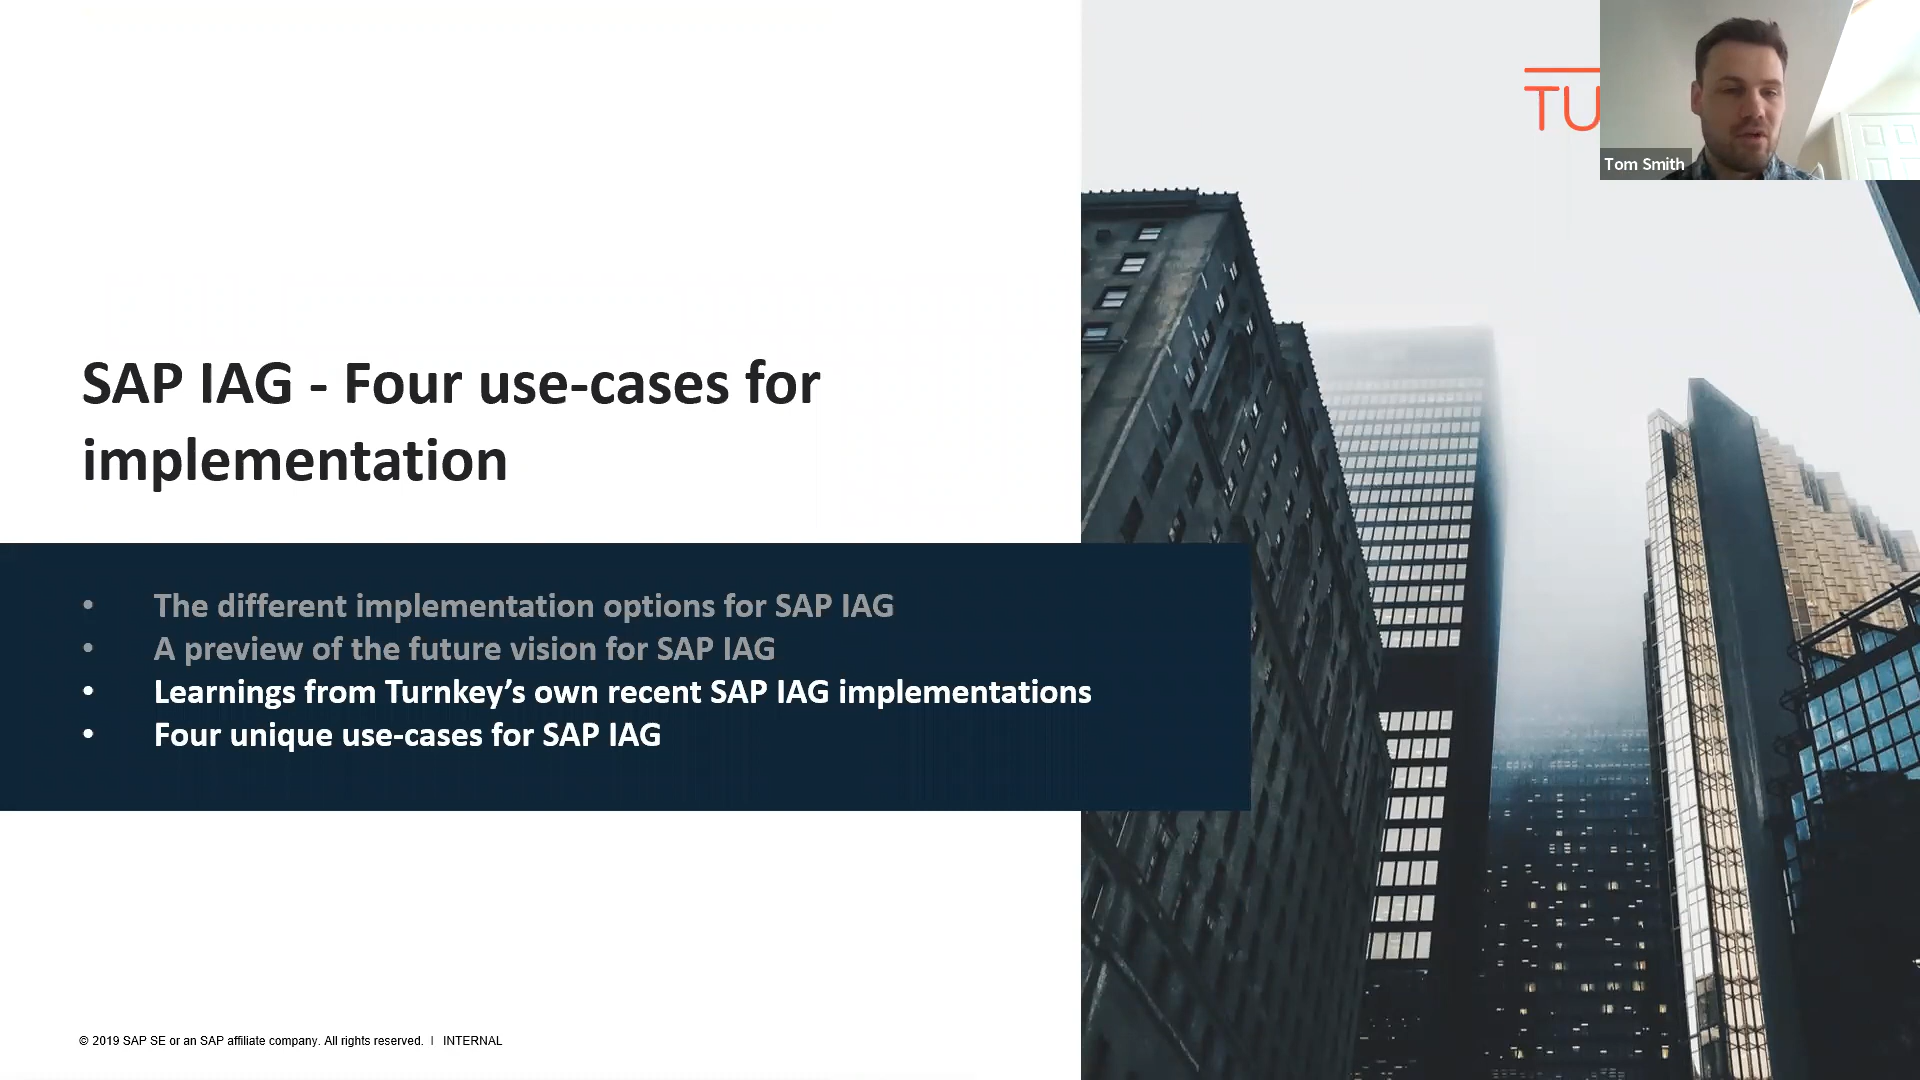 TU
Tom Smith
SAP IAG - Four use-cases for
implementation
• The different implementation options for SAP IAG
• A preview of the future vision for SAP IAG
• Learnings from Turnkey’s own recent SAP IAG implementations
• Four unique use-cases for SAP IAG
© 2019 SAP SE or an SAP affiliate company. All rights reserved. I INTERNAL